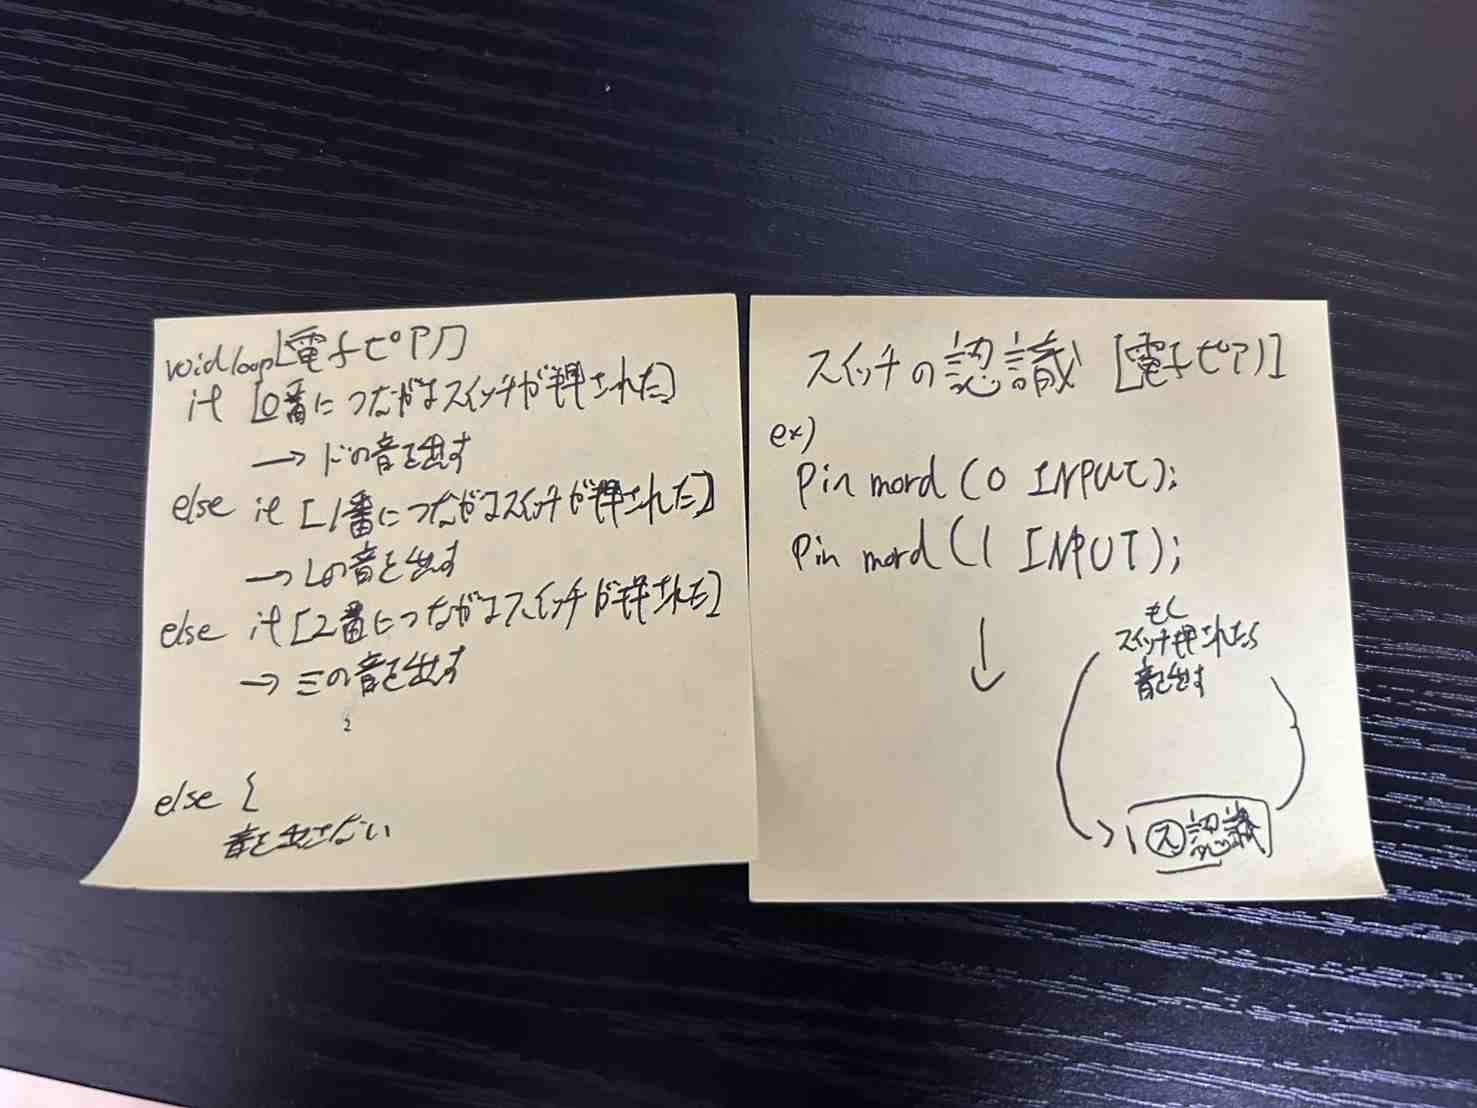 void loop[電子ピアノ]
if [0番につながるスイッチが押された]
→ ドの音を出す
else if [1番につながるスイッチが押された]
→ レの音を出す
else if [2番につながるスイッチが押された]
→ ミの音を出す
2
else {
音を出さない
スイッチの認識 [電子ピアノ]
ex)
Pin mord (0 INPUT);
Pin mord (1 INPUT);
↓
もし
スイッチ押されたら
音を出す
→ ス 認識